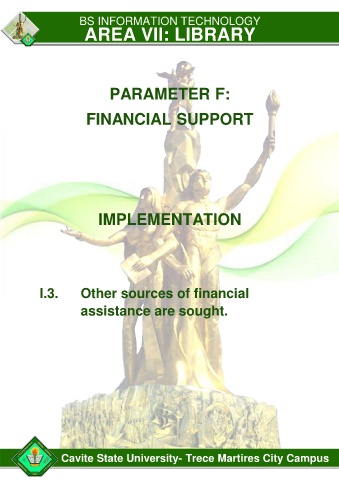 BS INFORMATION TECHNOLOGY
AREA VII: LIBRARY
PARAMETER F:
FINANCIAL SUPPORT
IMPLEMENTATION
I.3. Other sources of financial
assistance are sought.
Cavite State University- Trece Martires City Campus